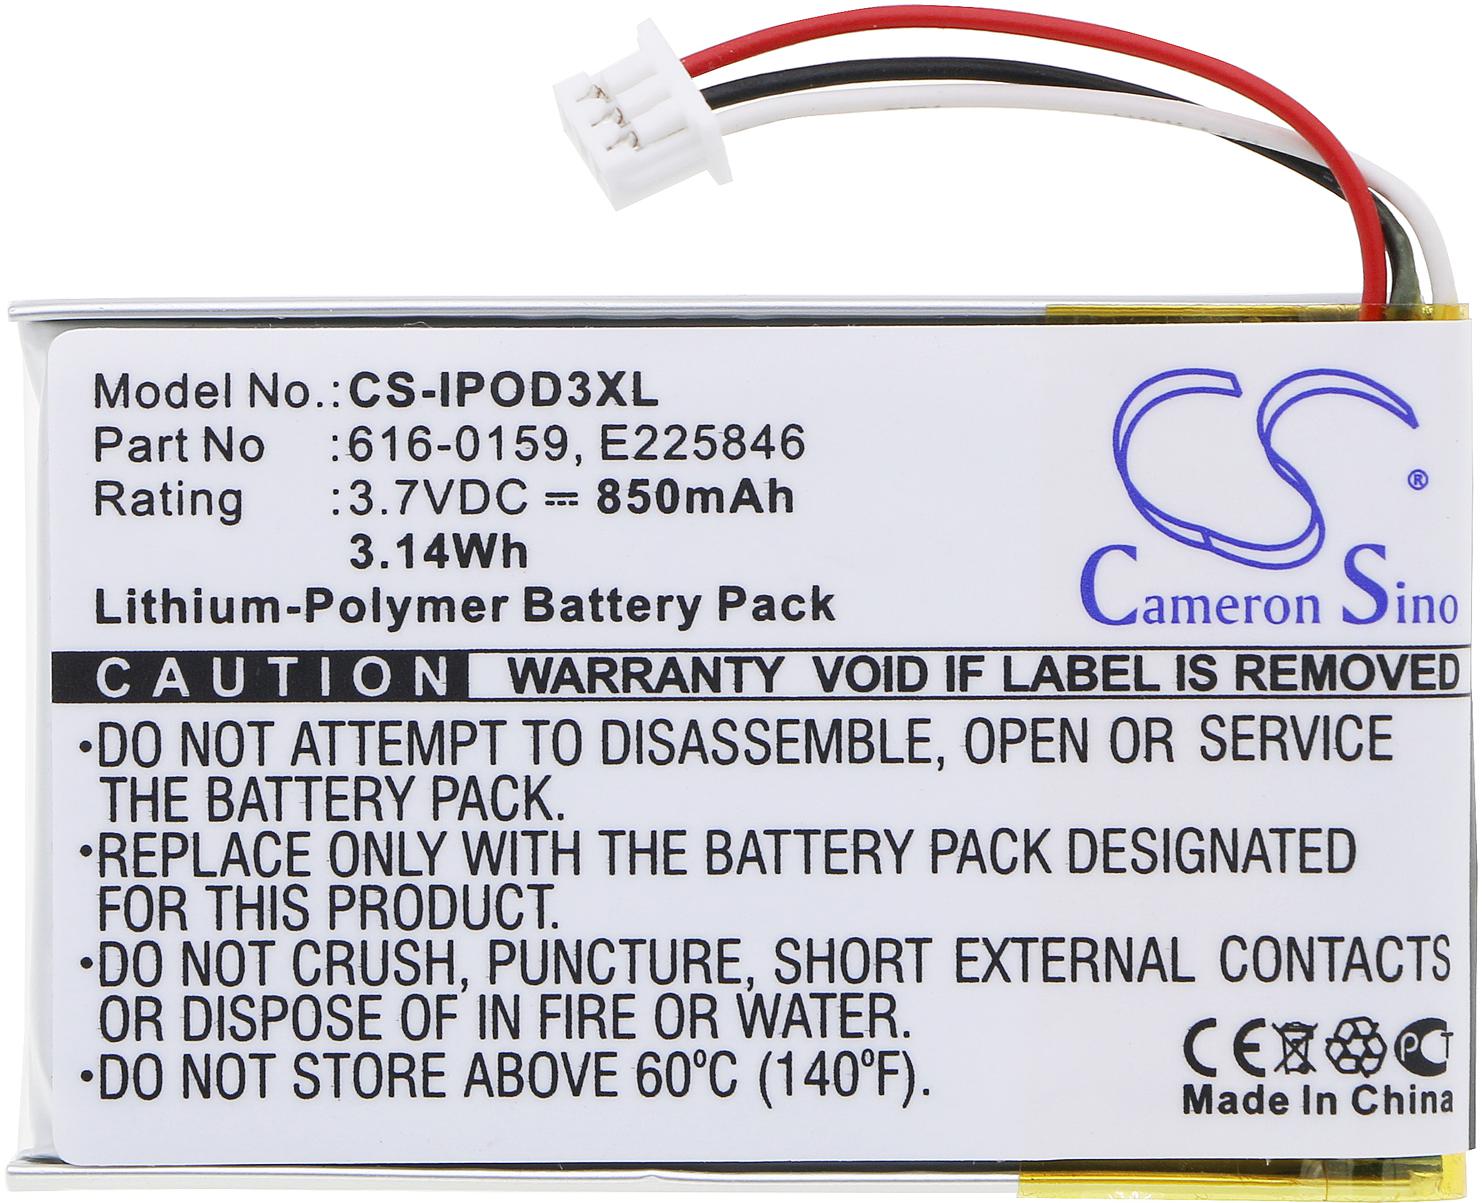 Model No.:CS-IPOD3XL
Part No :616-0159, E225846
Rating :3.7VDC ⎓ 850mAh
3.14Wh
Lithium-Polymer Battery Pack
CS ®
Cameron Sino
CAUTION WARRANTY VOID IF LABEL IS REMOVED
•DO NOT ATTEMPT TO DISASSEMBLE, OPEN OR SERVICE
THE BATTERY PACK.
•REPLACE ONLY WITH THE BATTERY PACK DESIGNATED
FOR THIS PRODUCT.
•DO NOT CRUSH, PUNCTURE, SHORT EXTERNAL CONTACTS
OR DISPOSE OF IN FIRE OR WATER.
•DO NOT STORE ABOVE 60°C (140°F).
CE PCT
Made In China